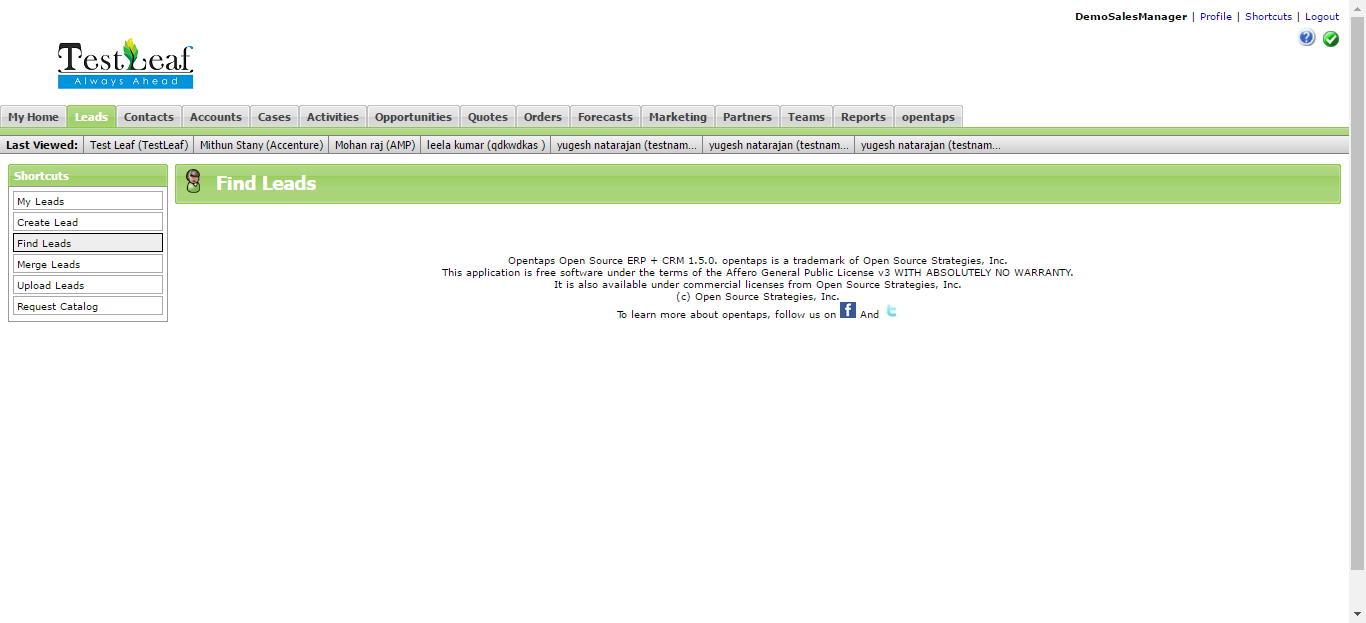 DemoSalesManager | Profile | Shortcuts | Logout
TestLeaf
Always Ahead
My Home Leads Contacts Accounts Cases Activities Opportunities Quotes Orders Forecasts Marketing Partners Teams Reports opentaps
Last Viewed: Test Leaf (TestLeaf) Mithun Stany (Accenture) Mohan raj (AMP) leela kumar (qdkwdkas ) yugesh natarajan (testnam... yugesh natarajan (testnam... yugesh natarajan (testnam...
Shortcuts
My Leads
Create Lead
Find Leads
Merge Leads
Upload Leads
Request Catalog
Find Leads
Opentaps Open Source ERP + CRM 1.5.0. opentaps is a trademark of Open Source Strategies, Inc.
This application is free software under the terms of the Affero General Public License v3 WITH ABSOLUTELY NO WARRANTY.
It is also available under commercial licenses from Open Source Strategies, Inc.
(c) Open Source Strategies, Inc.
To learn more about opentaps, follow us on f And t